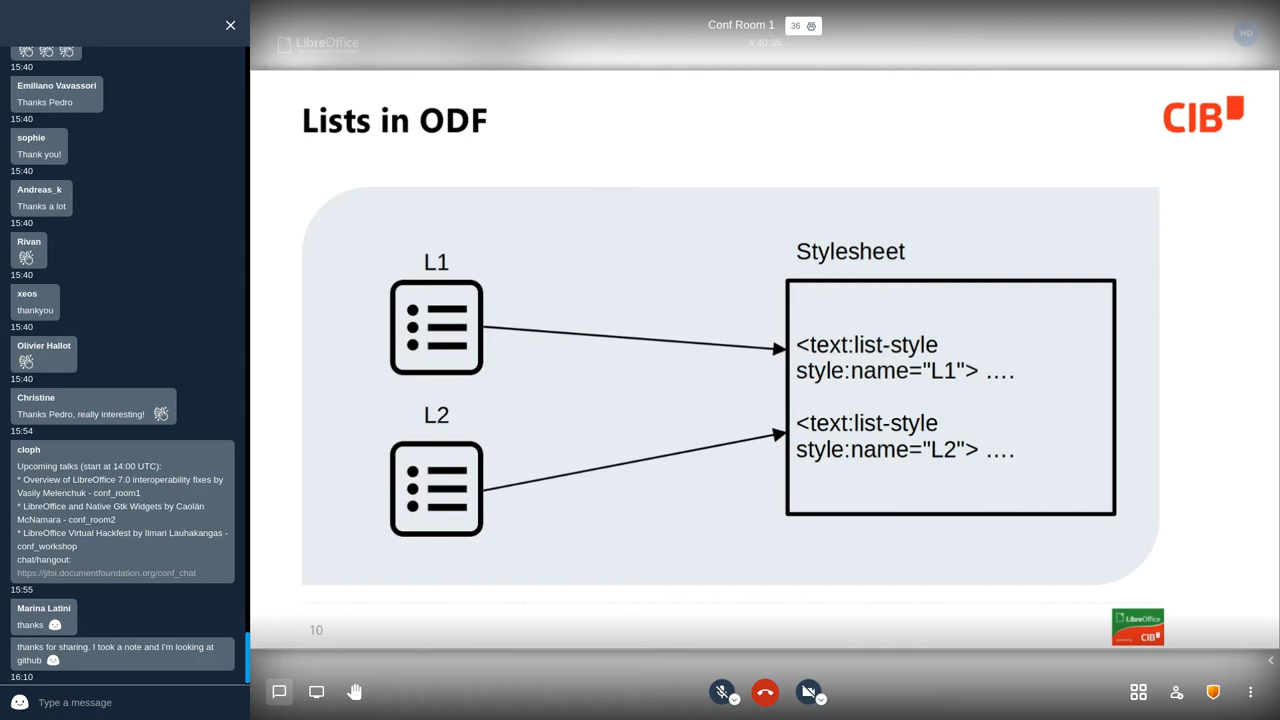 15:40
Emiliano Vavassori
Thanks Pedro
15:40
sophie
Thank you!
15:40
Andreas_k
Thanks a lot
15:40
Rivan
15:40
xeos
thankyou
15:40
Olivier Hallot
15:40
Christine
Thanks Pedro, really interesting!
15:54
cloph
Upcoming talks (start at 14:00 UTC):
* Overview of LibreOffice 7.0 interoperability fixes by
Vasily Melenchuk - conf_room1
* LibreOffice and Native Gtk Widgets by Caolán
McNamara - conf_room2
* LibreOffice Virtual Hackfest by Ilmari Lauhakangas -
conf_workshop
chat/hangout:
https://jitsi.documentfoundation.org/conf_chat
15:55
Marina Latini
thanks
thanks for sharing. I took a note and I'm looking at
github
16:10
Type a message
LibreOffice
Conf Room 1
36
4:40:35
HD
Lists in ODF
CIB
L1
L2
Stylesheet
<text:list-style
style:name="L1"> ....
<text:list-style
style:name="L2"> ....
10
LibreOffice
CIB